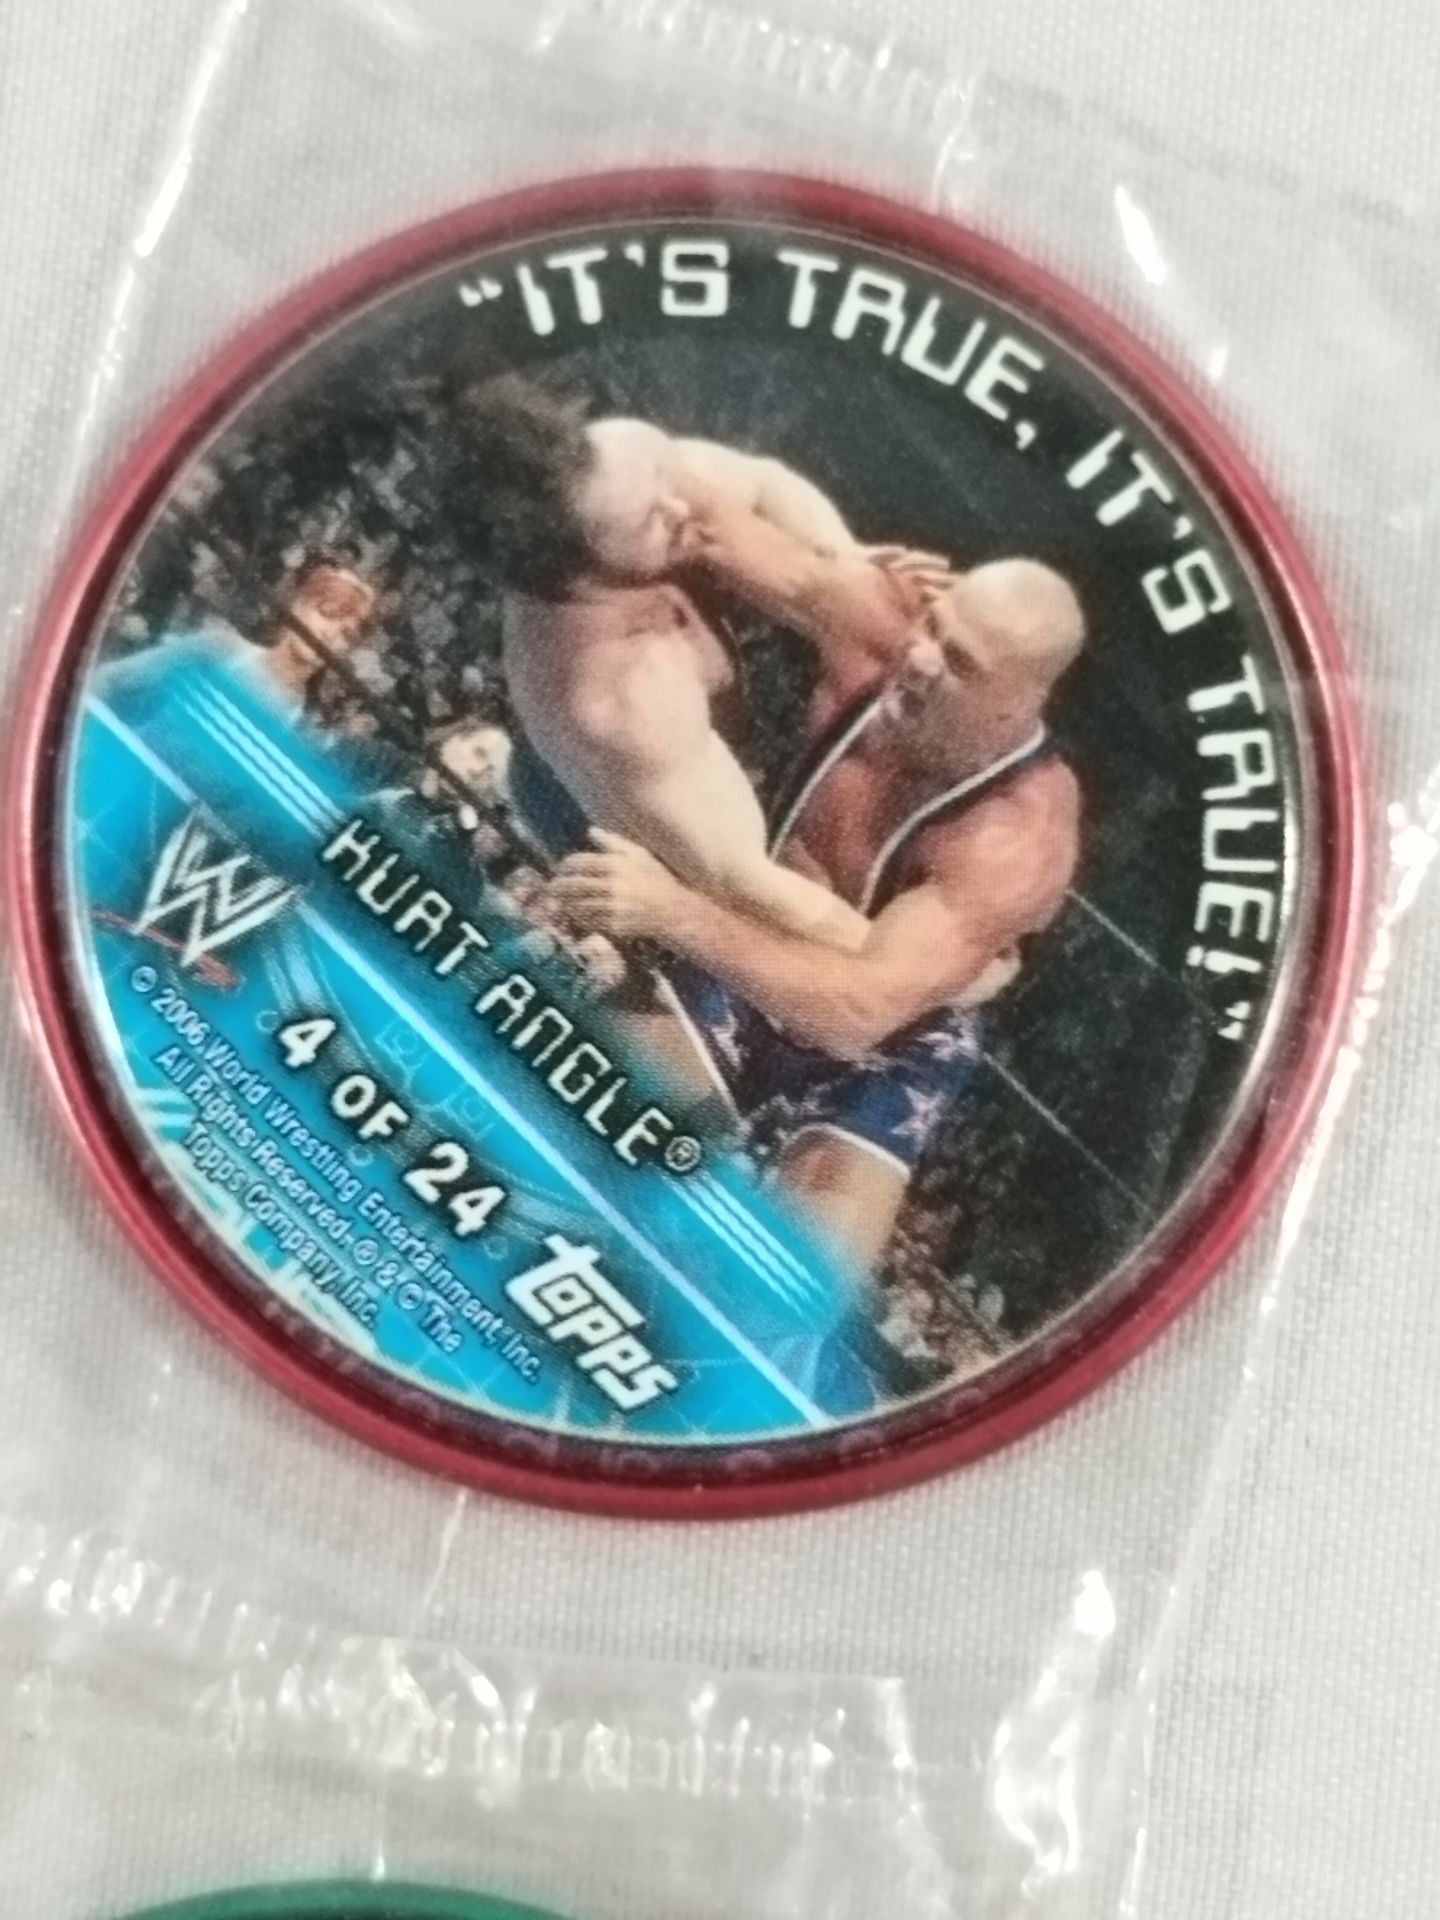 "IT'S TRUE, IT'S TRUE!"
KURT ANGLE®
W
4 OF 24
© 2006 World Wrestling Entertainment, Inc.
All Rights Reserved. ® & © The
Topps Company, Inc.
topps